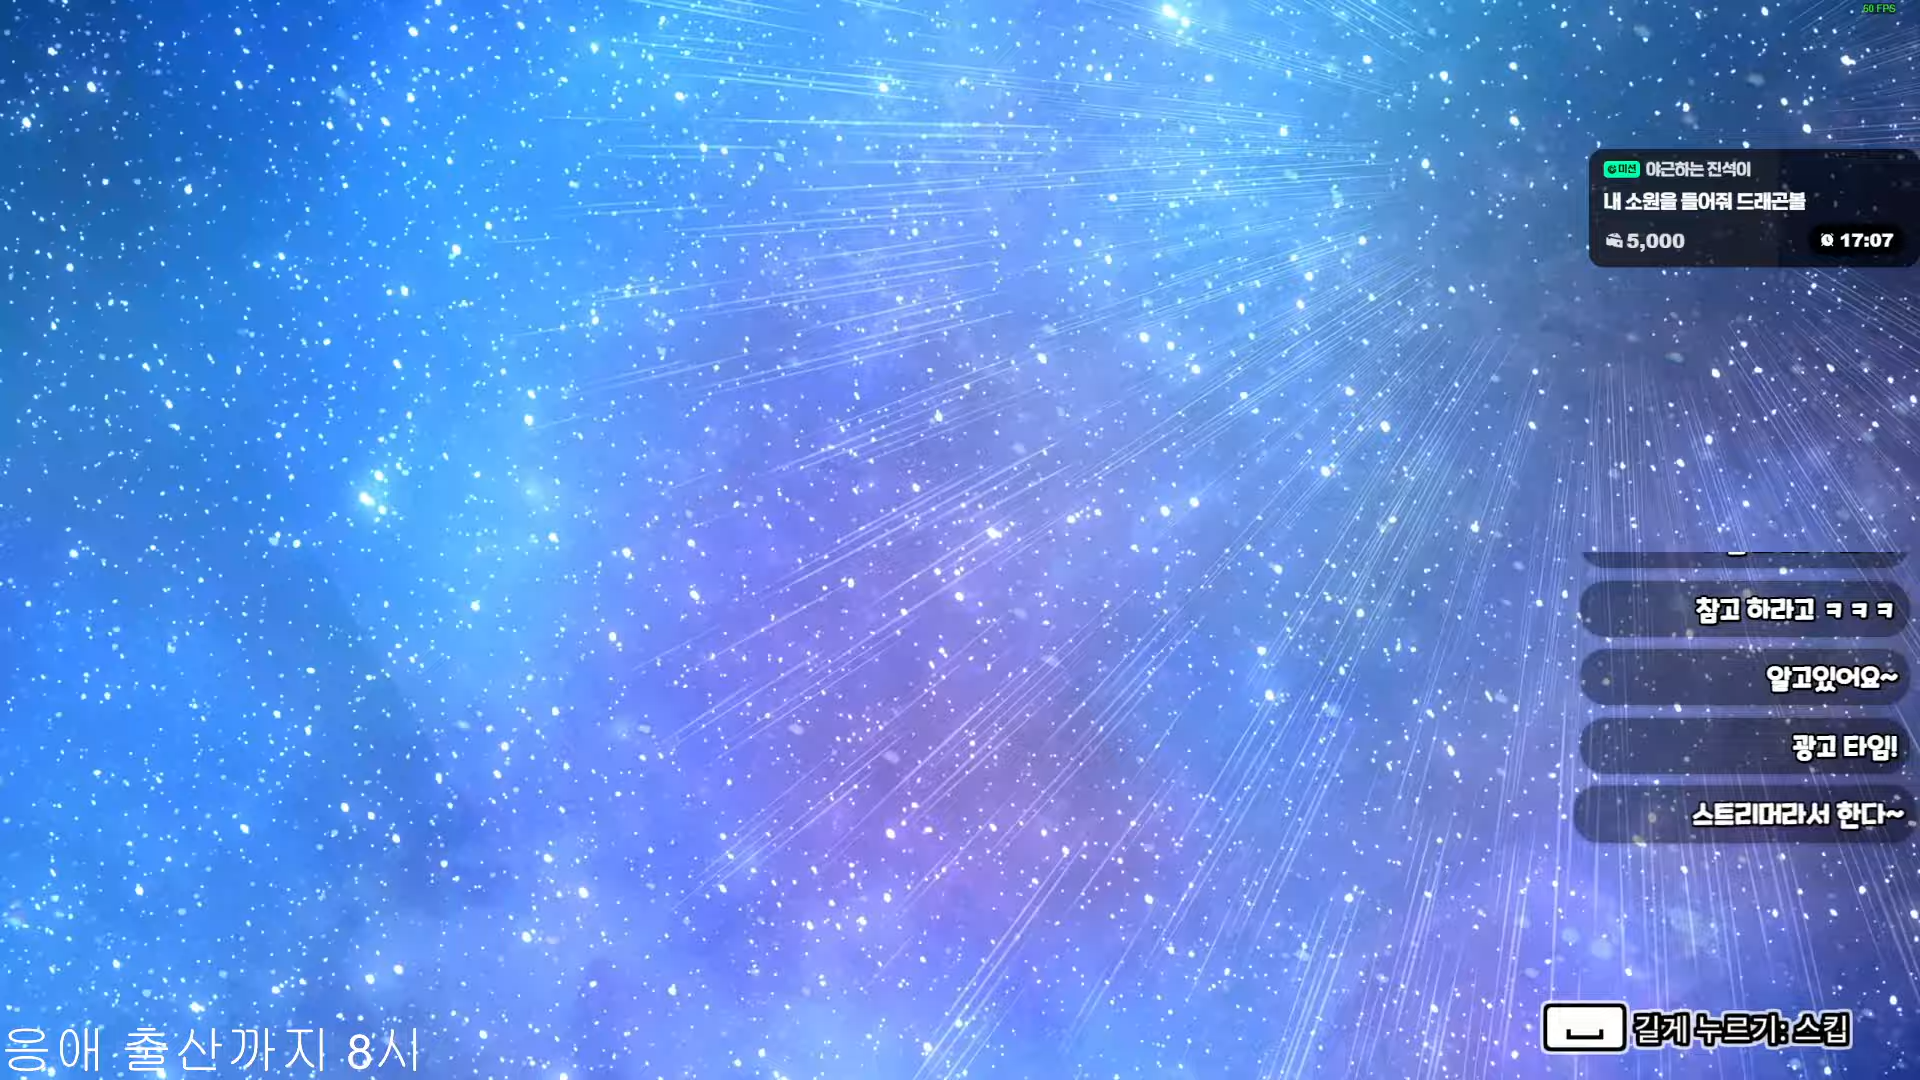 50 FPS
미션 야근하는 진석이
내 소원을 들어줘 드래곤볼
5,000
17:07
참고 하라고 ㅋ ㅋ ㅋ
알고있어요~
광고 타임!
스트리머라서 한다~
길게 누르기: 스킵
응애 출산까지 8시